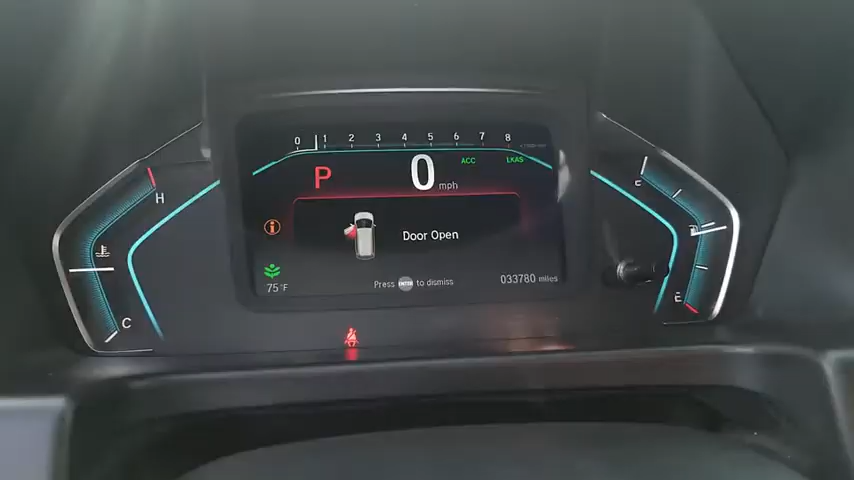 0 1 2 3 4 5 6 7 8
P 0 mph ACC LKAS
H
C
Door Open
75°F
Press ENTER to dismiss
033780 miles
E